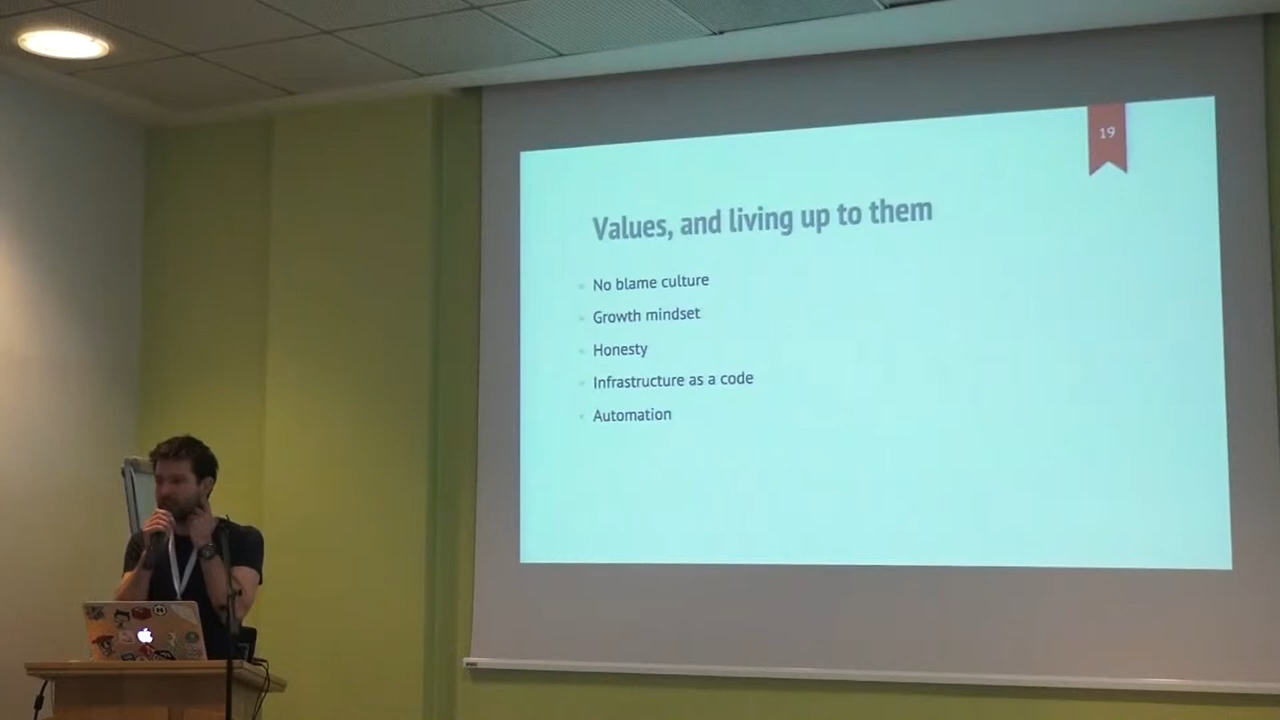 19
Values, and living up to them
No blame culture
Growth mindset
Honesty
Infrastructure as a code
Automation